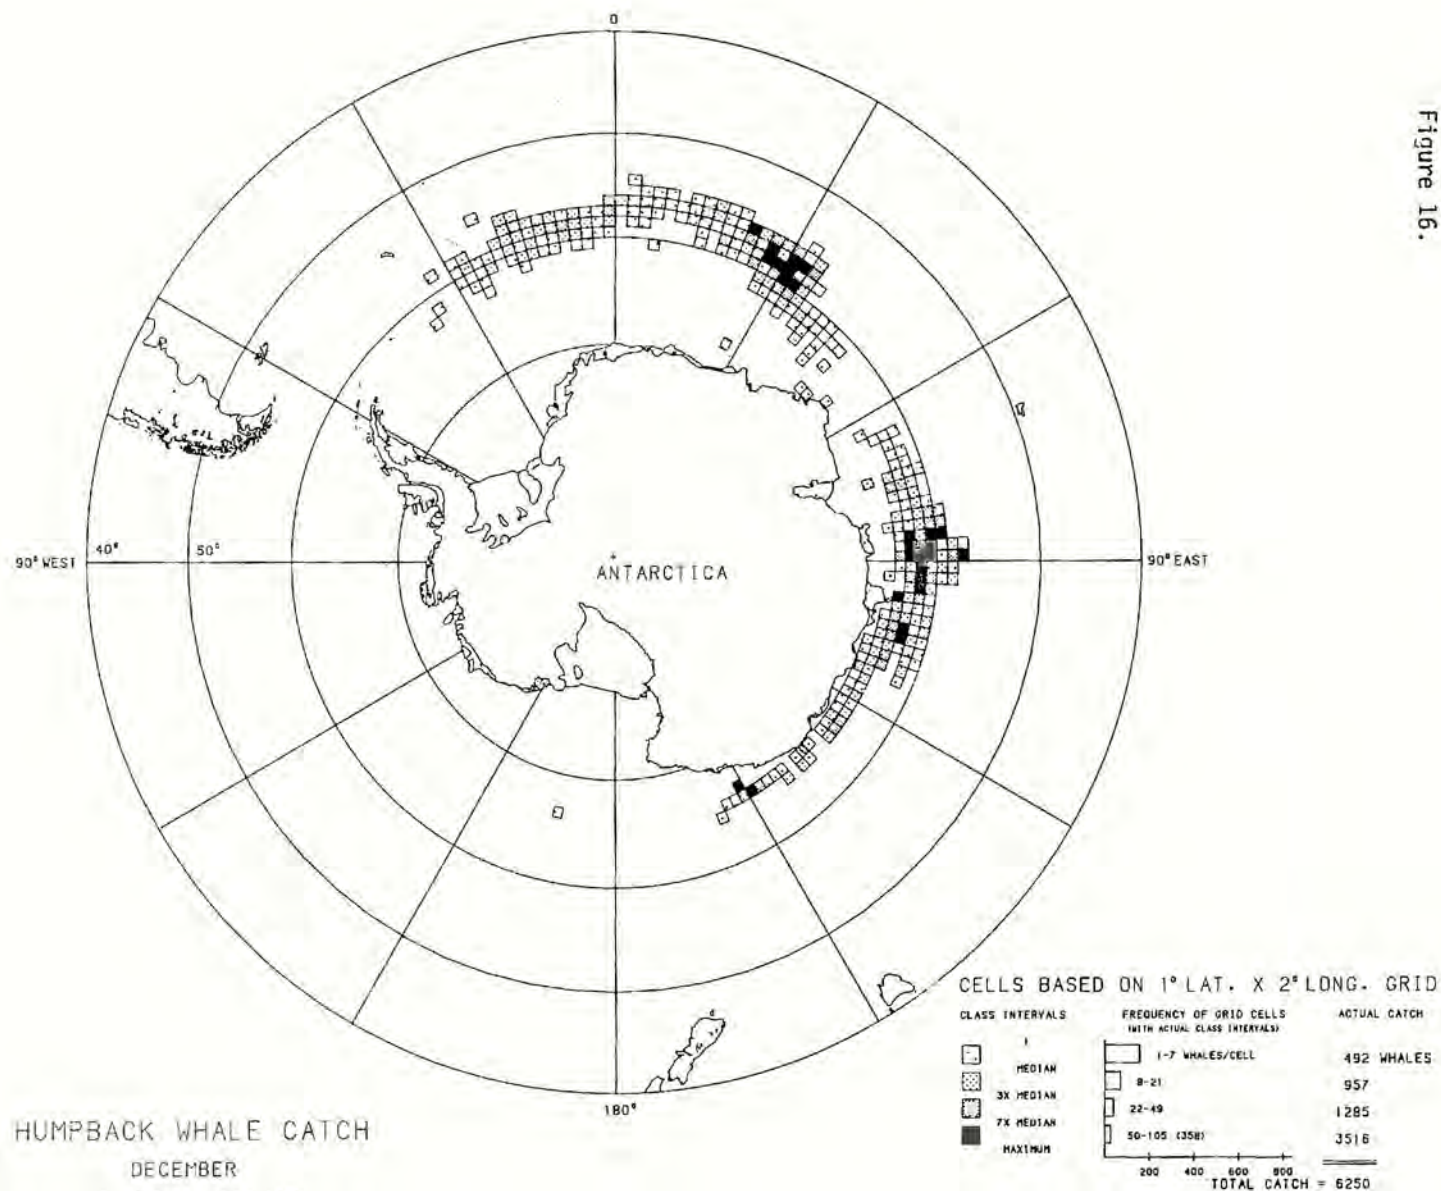 Figure 16.
0
90° WEST
40°
50°
ANTARCTICA
90° EAST
180°
HUMPBACK WHALE CATCH
DECEMBER
CELLS BASED ON 1° LAT. X 2° LONG. GRID
CLASS INTERVALS
FREQUENCY OF GRID CELLS
(WITH ACTUAL CLASS INTERVALS)
ACTUAL CATCH
1
MEDIAN
3X MEDIAN
7X MEDIAN
MAXIMUM
1-7 WHALES/CELL
8-21
22-49
50-105 (358)
492 WHALES
957
1285
3516
200 400 600 800
TOTAL CATCH = 6250